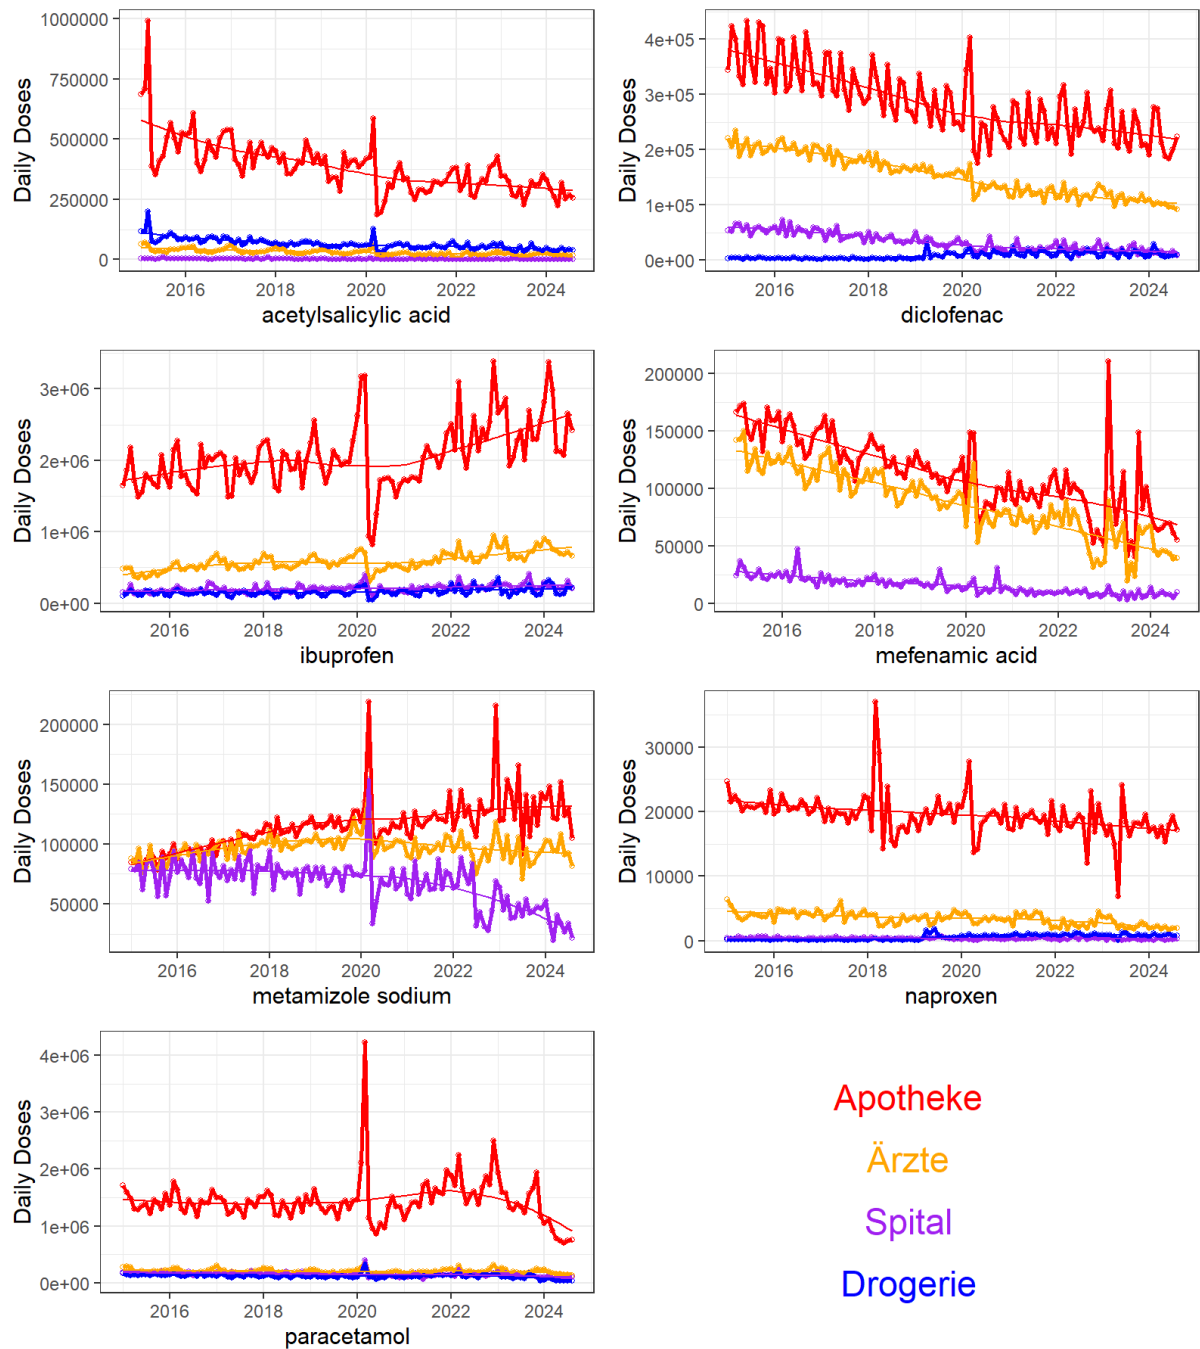 1000000
750000
500000
250000
0
Daily Doses
2016 2018 2020 2022 2024
acetylsalicylic acid
4e+05
3e+05
2e+05
1e+05
0e+00
Daily Doses
2016 2018 2020 2022 2024
diclofenac
3e+06
2e+06
1e+06
0e+00
Daily Doses
2016 2018 2020 2022 2024
ibuprofen
200000
150000
100000
50000
0
Daily Doses
2016 2018 2020 2022 2024
mefenamic acid
200000
150000
100000
50000
Daily Doses
2016 2018 2020 2022 2024
metamizole sodium
30000
20000
10000
0
Daily Doses
2016 2018 2020 2022 2024
naproxen
4e+06
3e+06
2e+06
1e+06
0e+00
Daily Doses
2016 2018 2020 2022 2024
paracetamol
Apotheke
Ärzte
Spital
Drogerie